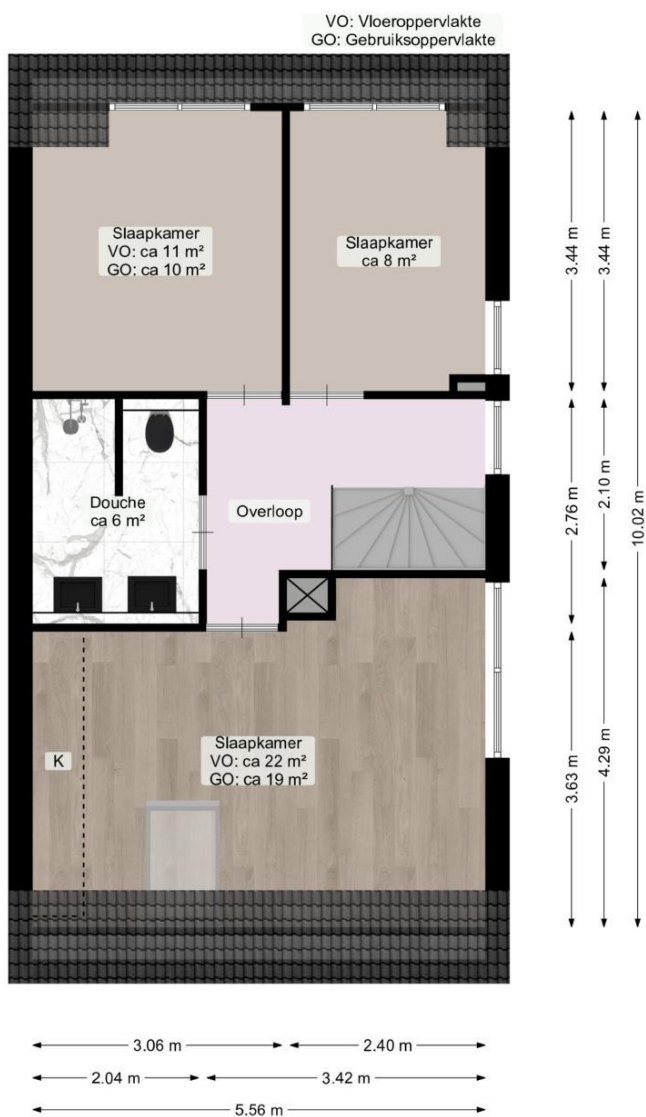 VO: Vloeroppervlakte
GO: Gebruiksoppervlakte
Slaapkamer
VO: ca 11 m²
GO: ca 10 m²
Slaapkamer
ca 8 m²
3.44 m
3.44 m
Douche
ca 6 m²
Overloop
2.76 m
2.10 m
10.02 m
Slaapkamer
VO: ca 22 m²
GO: ca 19 m²
K
3.63 m
4.29 m
3.06 m
2.40 m
2.04 m
3.42 m
5.56 m